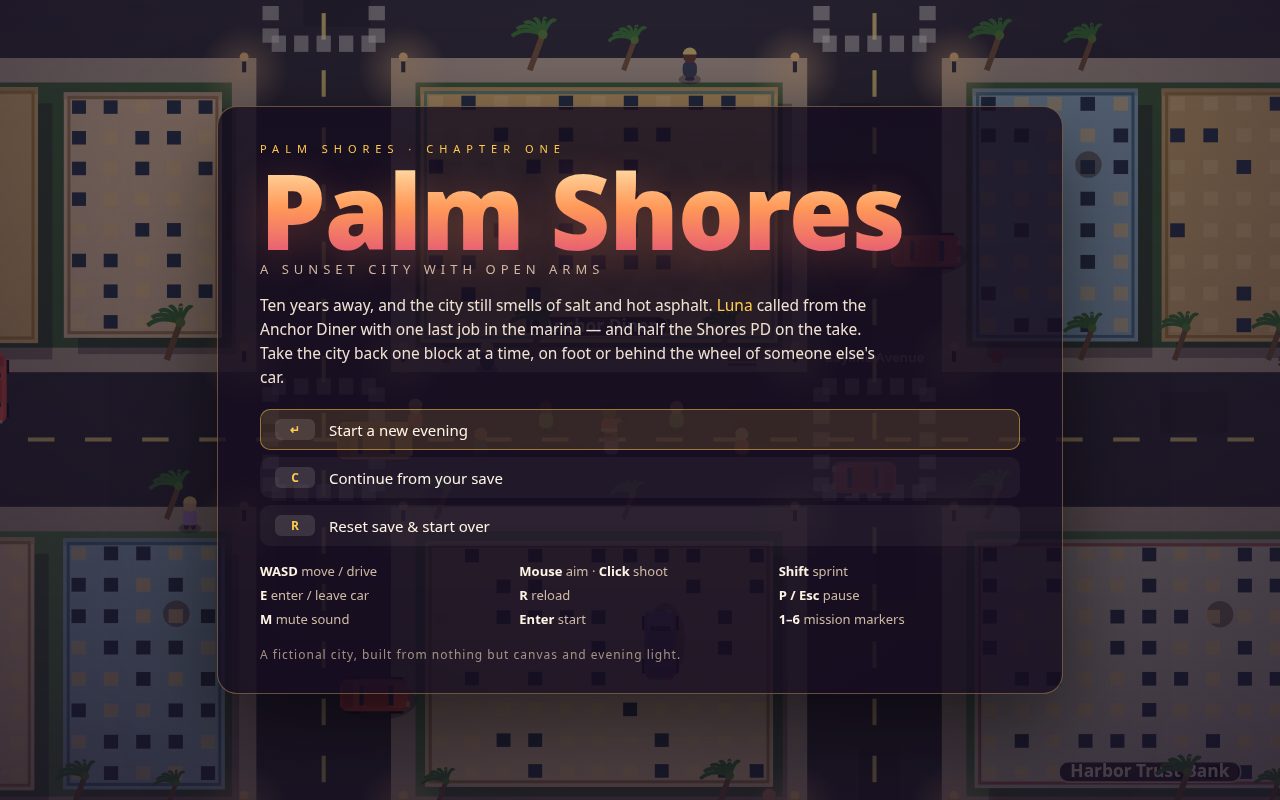 PALM SHORES · CHAPTER ONE
Palm Shores
A SUNSET CITY WITH OPEN ARMS
Ten years away, and the city still smells of salt and hot asphalt. Luna called from the
Anchor Diner with one last job in the marina — and half the Shores PD on the take.
Take the city back one block at a time, on foot or behind the wheel of someone else's
car.
Avenue
↵ Start a new evening
C Continue from your save
R Reset save & start over
WASD move / drive Mouse aim · Click shoot Shift sprint
E enter / leave car R reload P / Esc pause
M mute sound Enter start 1–6 mission markers
A fictional city, built from nothing but canvas and evening light.
Harbor Trust Bank